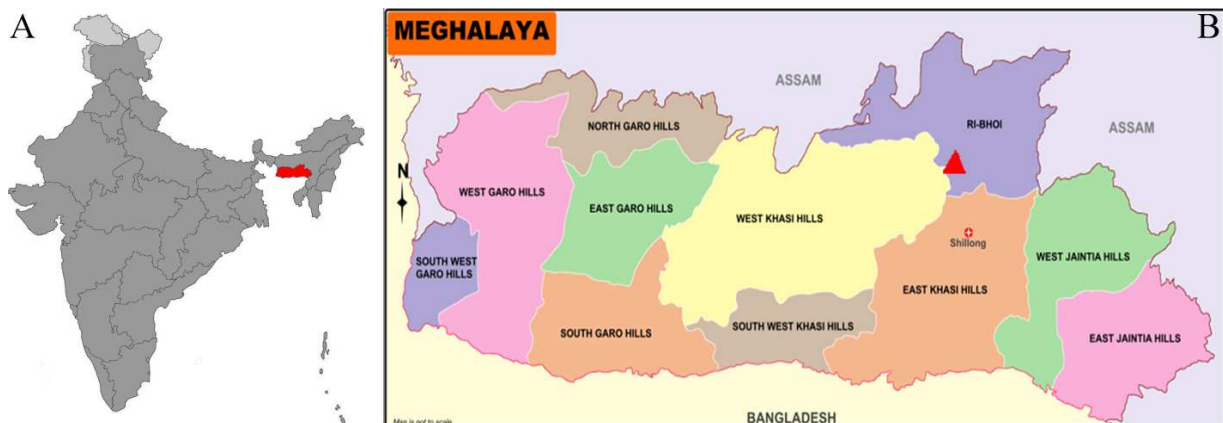 A
MEGHALAYA
B
ASSAM
NORTH GARO HILLS
RI-BHOI
ASSAM
N
WEST GARO HILLS
EAST GARO HILLS
WEST KHASI HILLS
Shillong
SOUTH WEST
GARO HILLS
WEST JAINTIA HILLS
EAST KHASI HILLS
SOUTH GARO HILLS
SOUTH WEST KHASI HILLS
EAST JAINTIA HILLS
BANGLADESH
Map is not to scale